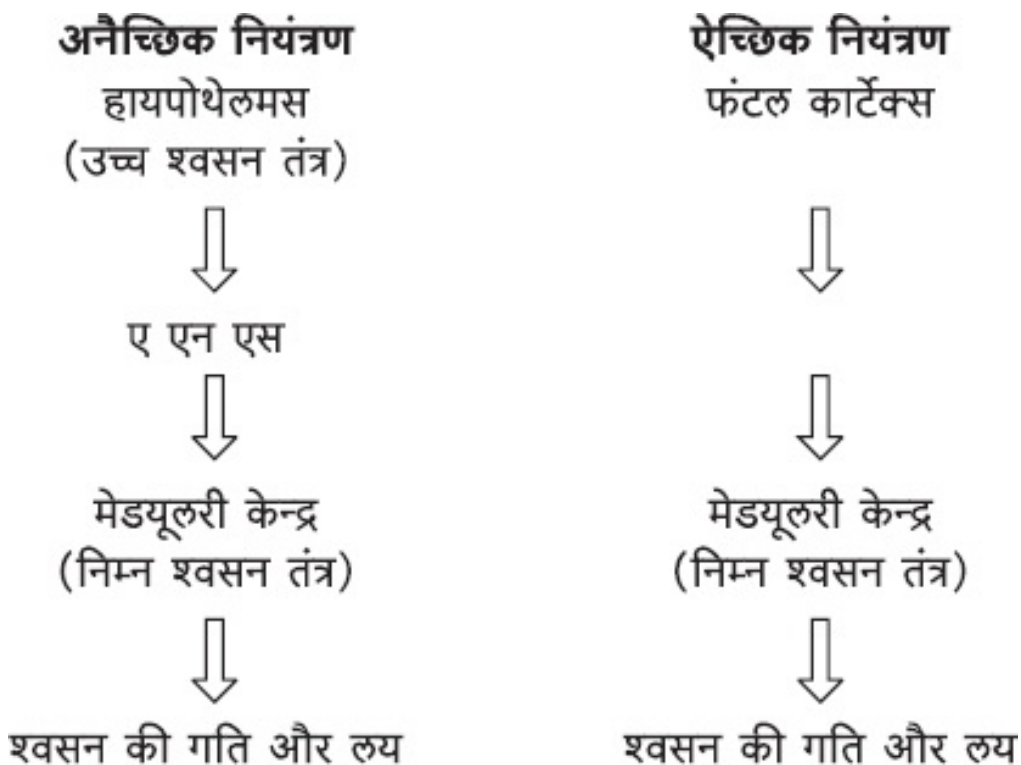 अनैच्छिक नियंत्रण
हायपोथेलमस
(उच्च श्वसन तंत्र)
ए एन एस
मेडयूलरी केन्द्र
(निम्न श्वसन तंत्र)
श्वसन की गति और लय
ऐच्छिक नियंत्रण
फंटल कार्टेक्स
मेडयूलरी केन्द्र
(निम्न श्वसन तंत्र)
श्वसन की गति और लय